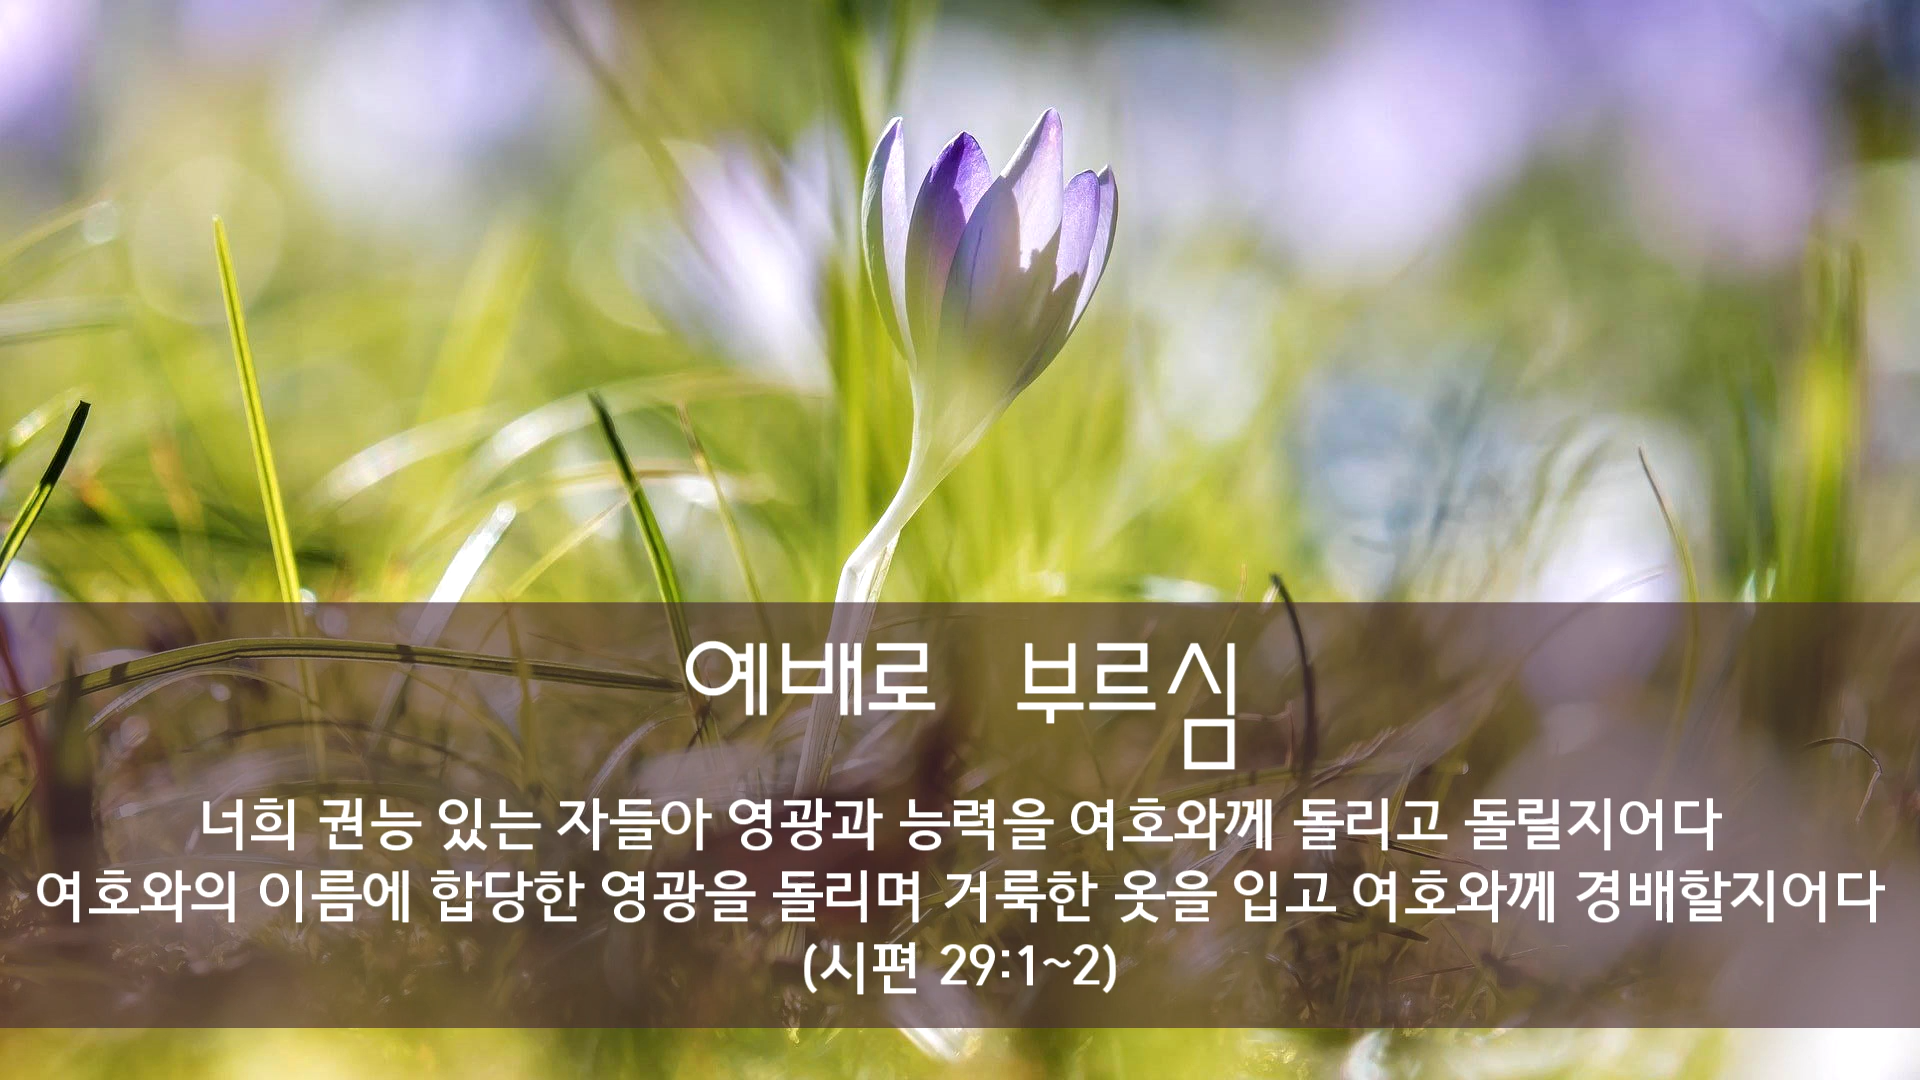 예배로 부르심
너희 권능 있는 자들아 영광과 능력을 여호와께 돌리고 돌릴지어다
여호와의 이름에 합당한 영광을 돌리며 거룩한 옷을 입고 여호와께 경배할지어다
(시편 29:1~2)